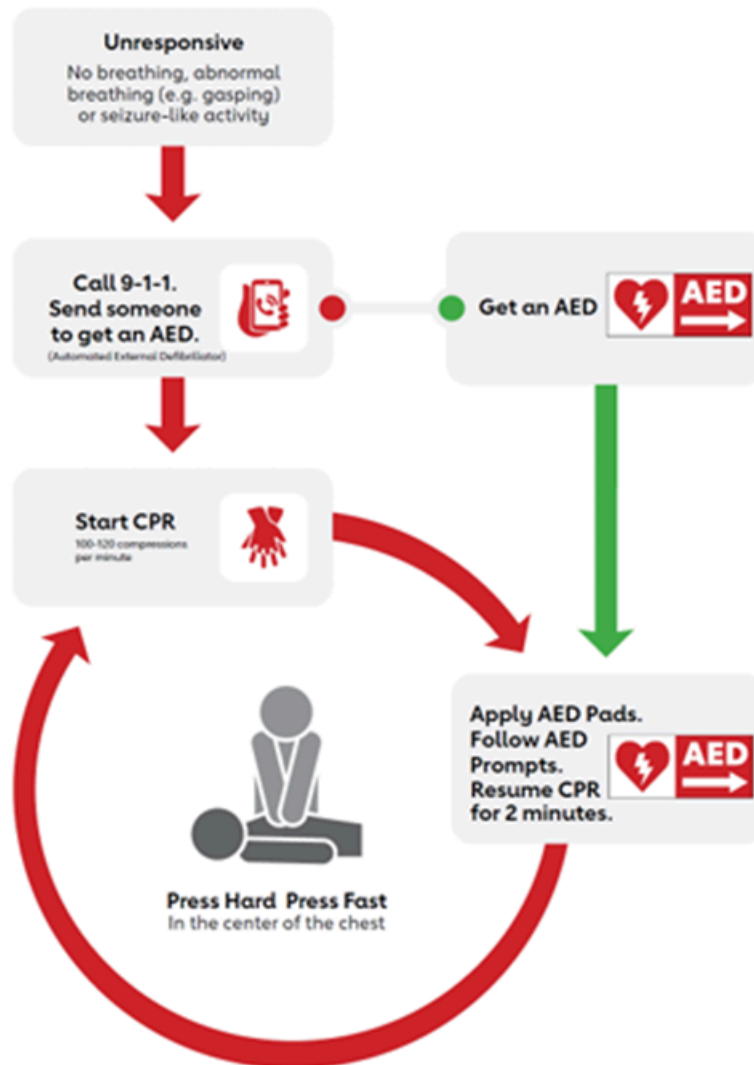 Unresponsive
No breathing, abnormal
breathing (e.g. gasping)
or seizure-like activity
Call 9-1-1.
Send someone
to get an AED.
(Automated External Defibrillator)
Get an AED
AED
Start CPR
100-120 compressions
per minute
Apply AED Pads.
Follow AED
Prompts.
Resume CPR
for 2 minutes.
AED
Press Hard Press Fast
In the center of the chest